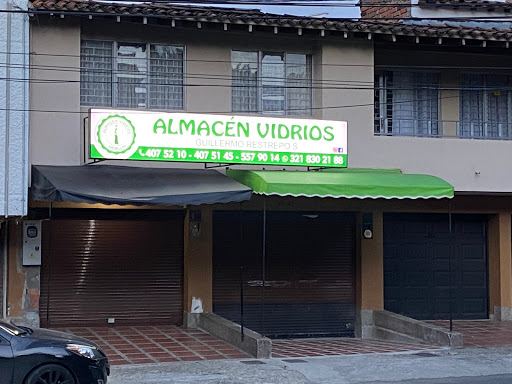 ALMACÉN VIDRIOS
GUILLERMO RESTREPO S.
407 52 10 - 407 51 45 - 557 90 14 - 321 830 21 88